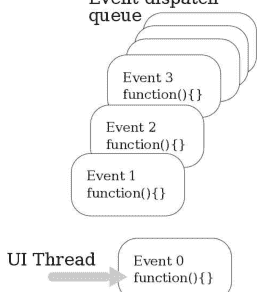 Event dispatch
queue
Event 3
function(){}
Event 2
function(){}
Event 1
function(){}
UI Thread
Event 0
function(){}